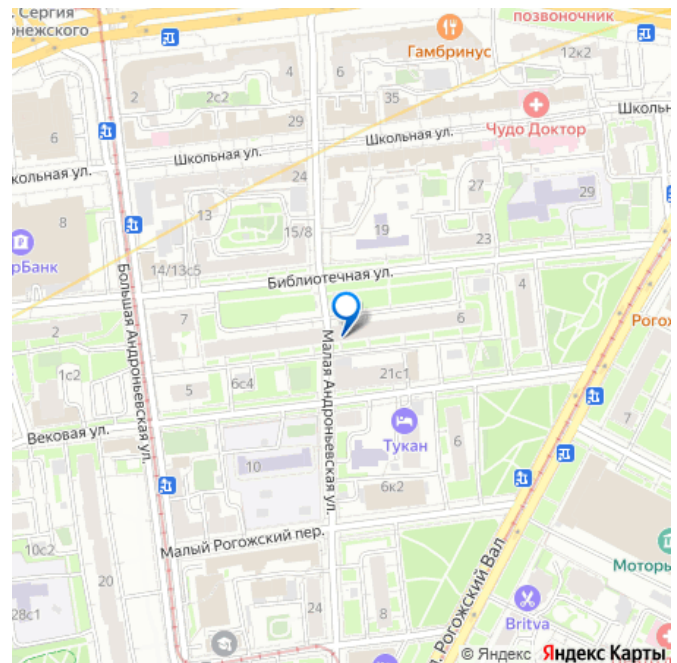 Сергия
онежского
позвоночник
Гамбринус
12к2
4
6
2
2с2
35
Школьн
29
Чудо Доктор
6
Школьная ул.
Школьная ул.
кольная ул.
24
27
29
13
19
8
15/8
23
рБанк
14/13с5
Библиотечная ул.
4
Большая Андроньевская ул.
7
6
Рогож
2
Малая Андроньевская ул.
1с2
5
6с4
21с1
7
Вековая ул.
Тукан
6
10
6к2
10с2
Малый Рогожский пер.
Моторы
20
28с1
24
8
л. Рогожский Вал
Britva
© Яндекс Яндекс Карты